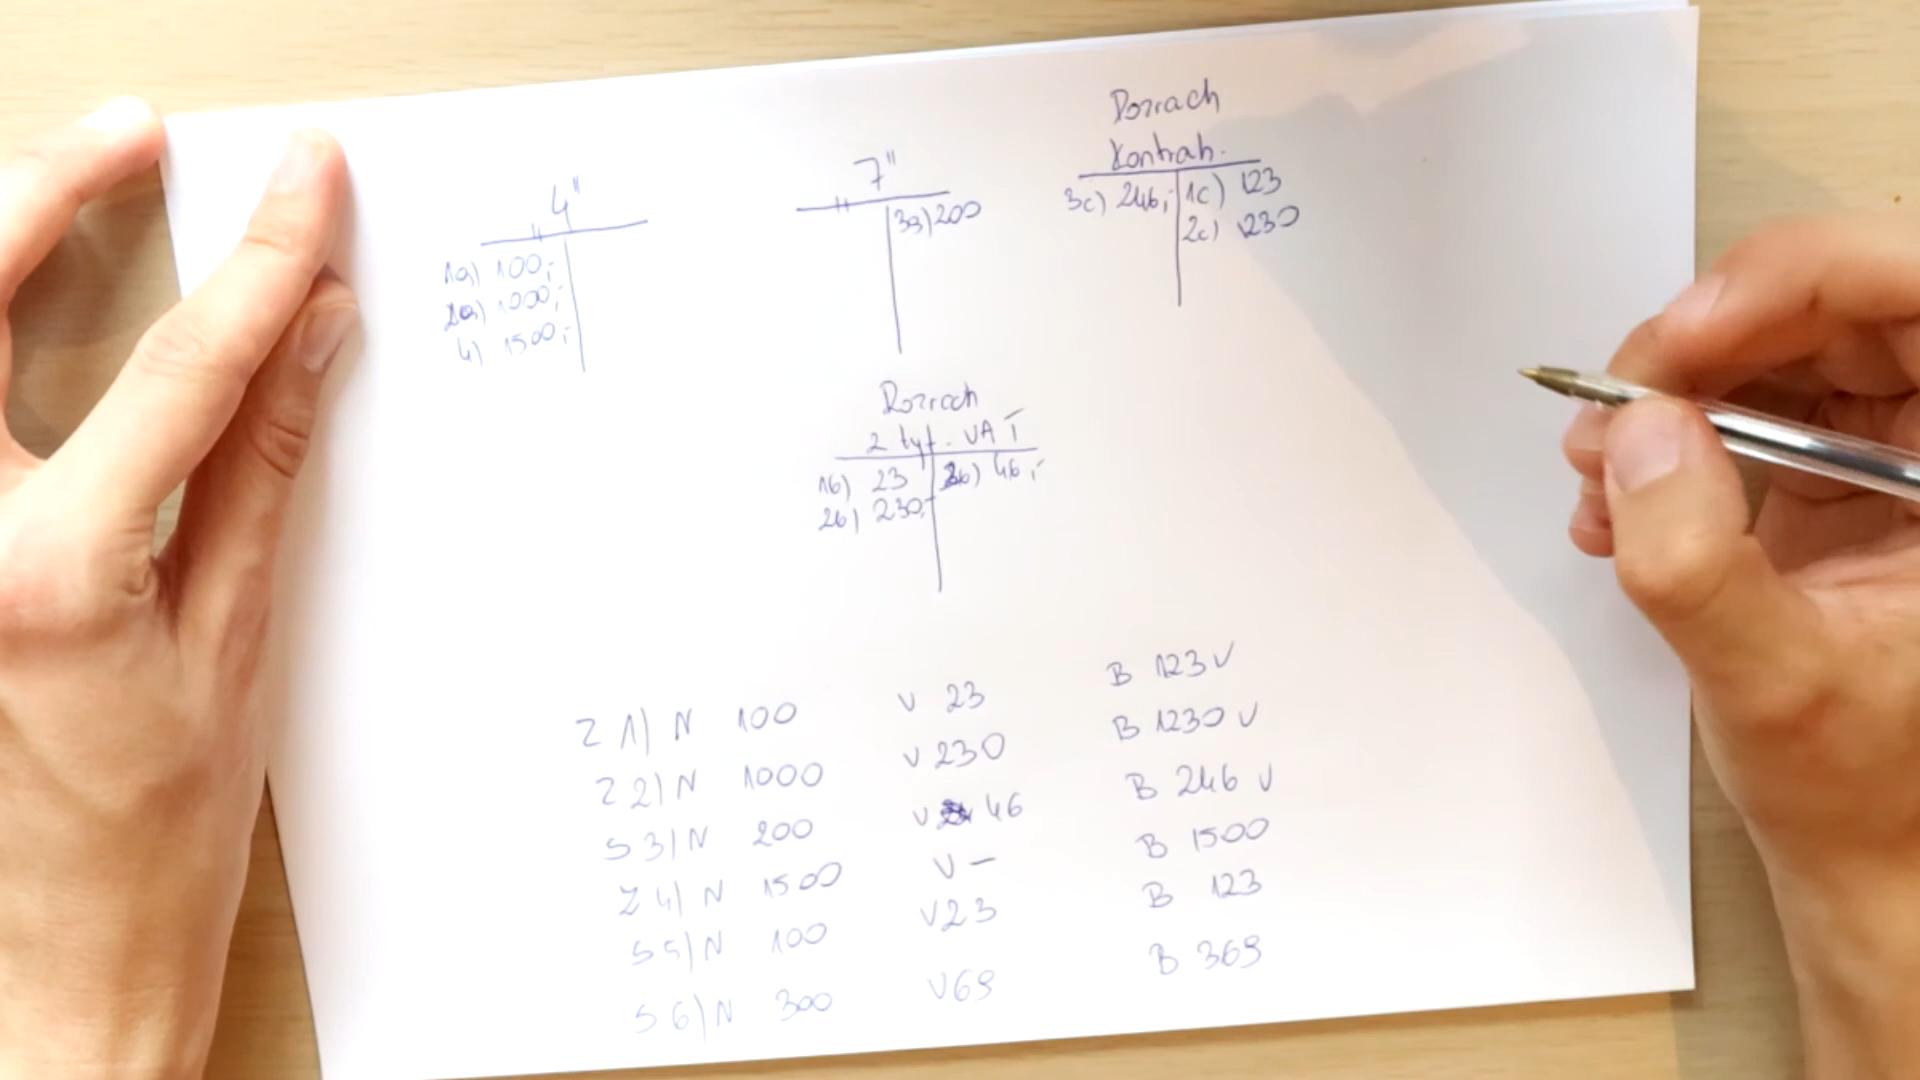 "4"
1a) 100,-
2a) 1000,-
4) 1500,-
"7"
3a) 200
Rozrach
Kontrah.
3c) 246,- 1c) 123
2c) 1230
Rozrach
z tyt. VAT
1b) 23 3b) 46,-
2b) 230,-
Z 1) N 100 V 23 B 123 V
Z 2) N 1000 V 230 B 1230 V
S 3) N 200 V 46 B 246 V
Z 4) N 1500 V — B 1500
S 5) N 100 V 23 B 123
S 6) N 300 V 69 B 369